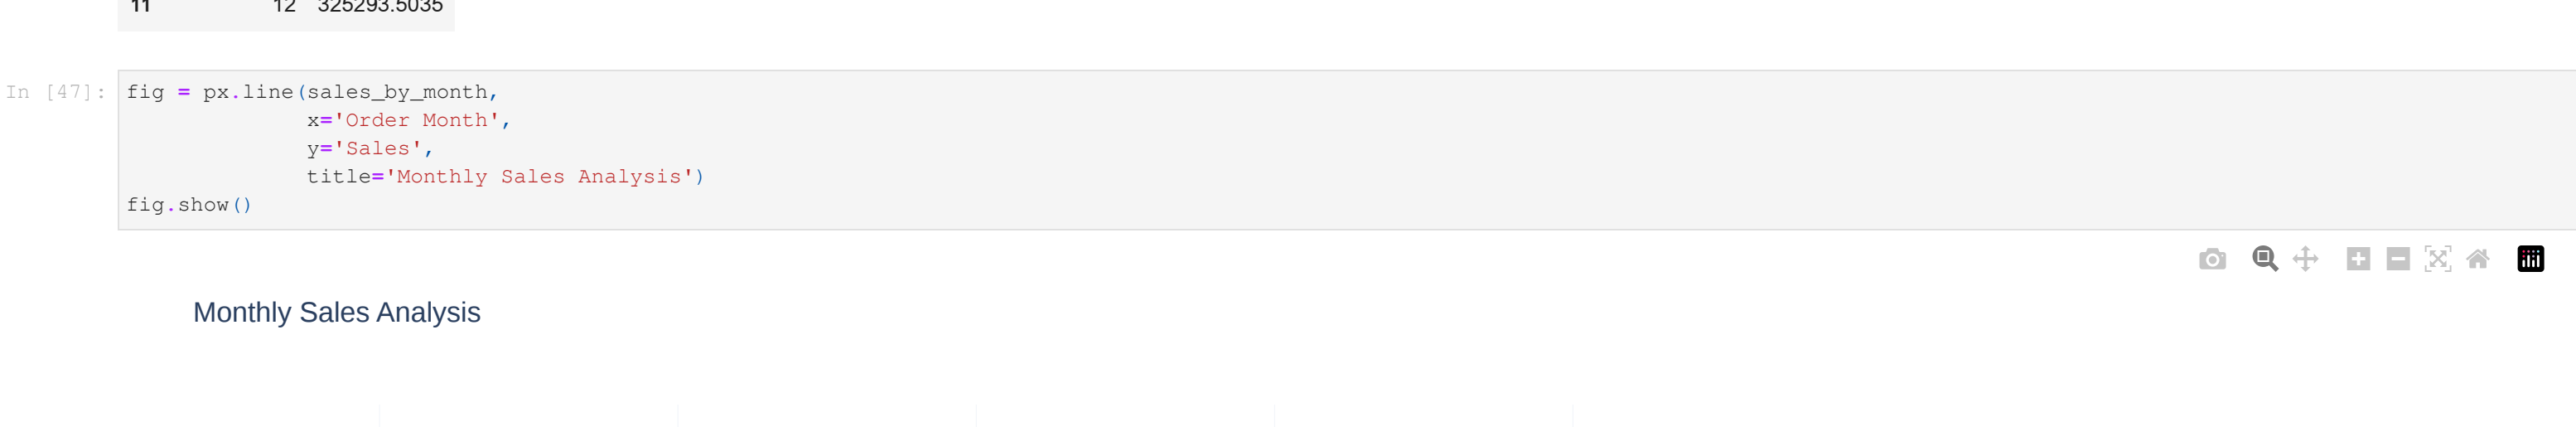 11 12 325293.5035
In [47]: fig = px.line(sales_by_month,
x='Order Month',
y='Sales',
title='Monthly Sales Analysis')
fig.show()
Monthly Sales Analysis